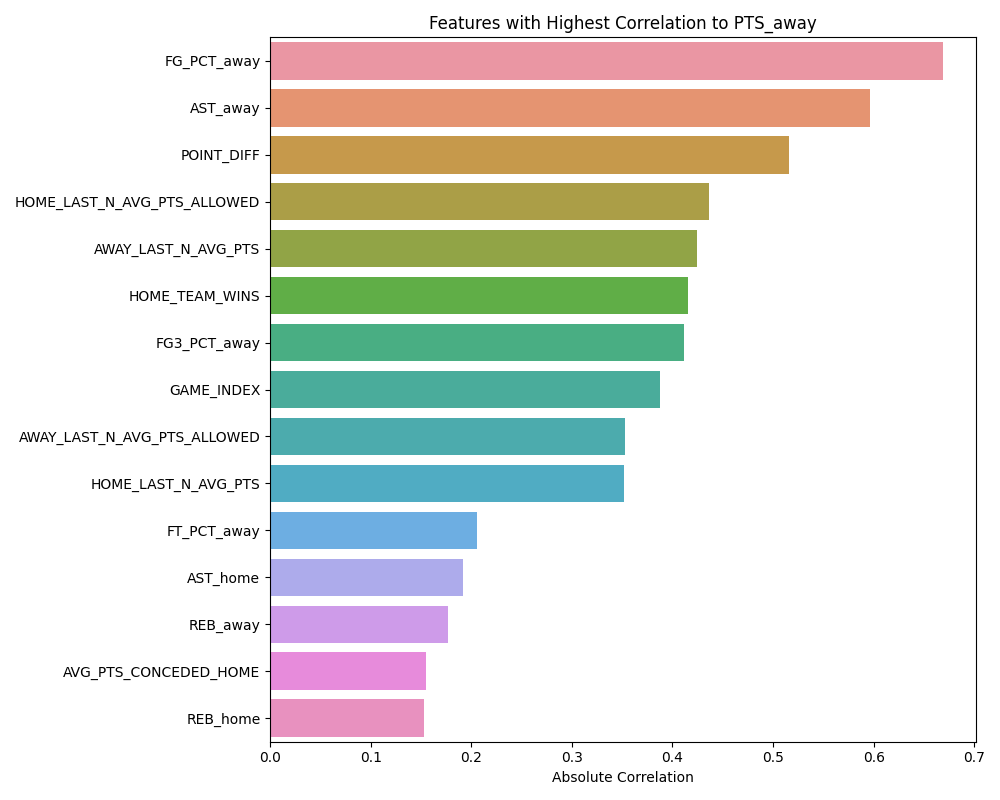 Features with Highest Correlation to PTS_away
FG_PCT_away
AST_away
POINT_DIFF
HOME_LAST_N_AVG_PTS_ALLOWED
AWAY_LAST_N_AVG_PTS
HOME_TEAM_WINS
FG3_PCT_away
GAME_INDEX
AWAY_LAST_N_AVG_PTS_ALLOWED
HOME_LAST_N_AVG_PTS
FT_PCT_away
AST_home
REB_away
AVG_PTS_CONCEDED_HOME
REB_home
0.0 0.1 0.2 0.3 0.4 0.5 0.6 0.7
Absolute Correlation